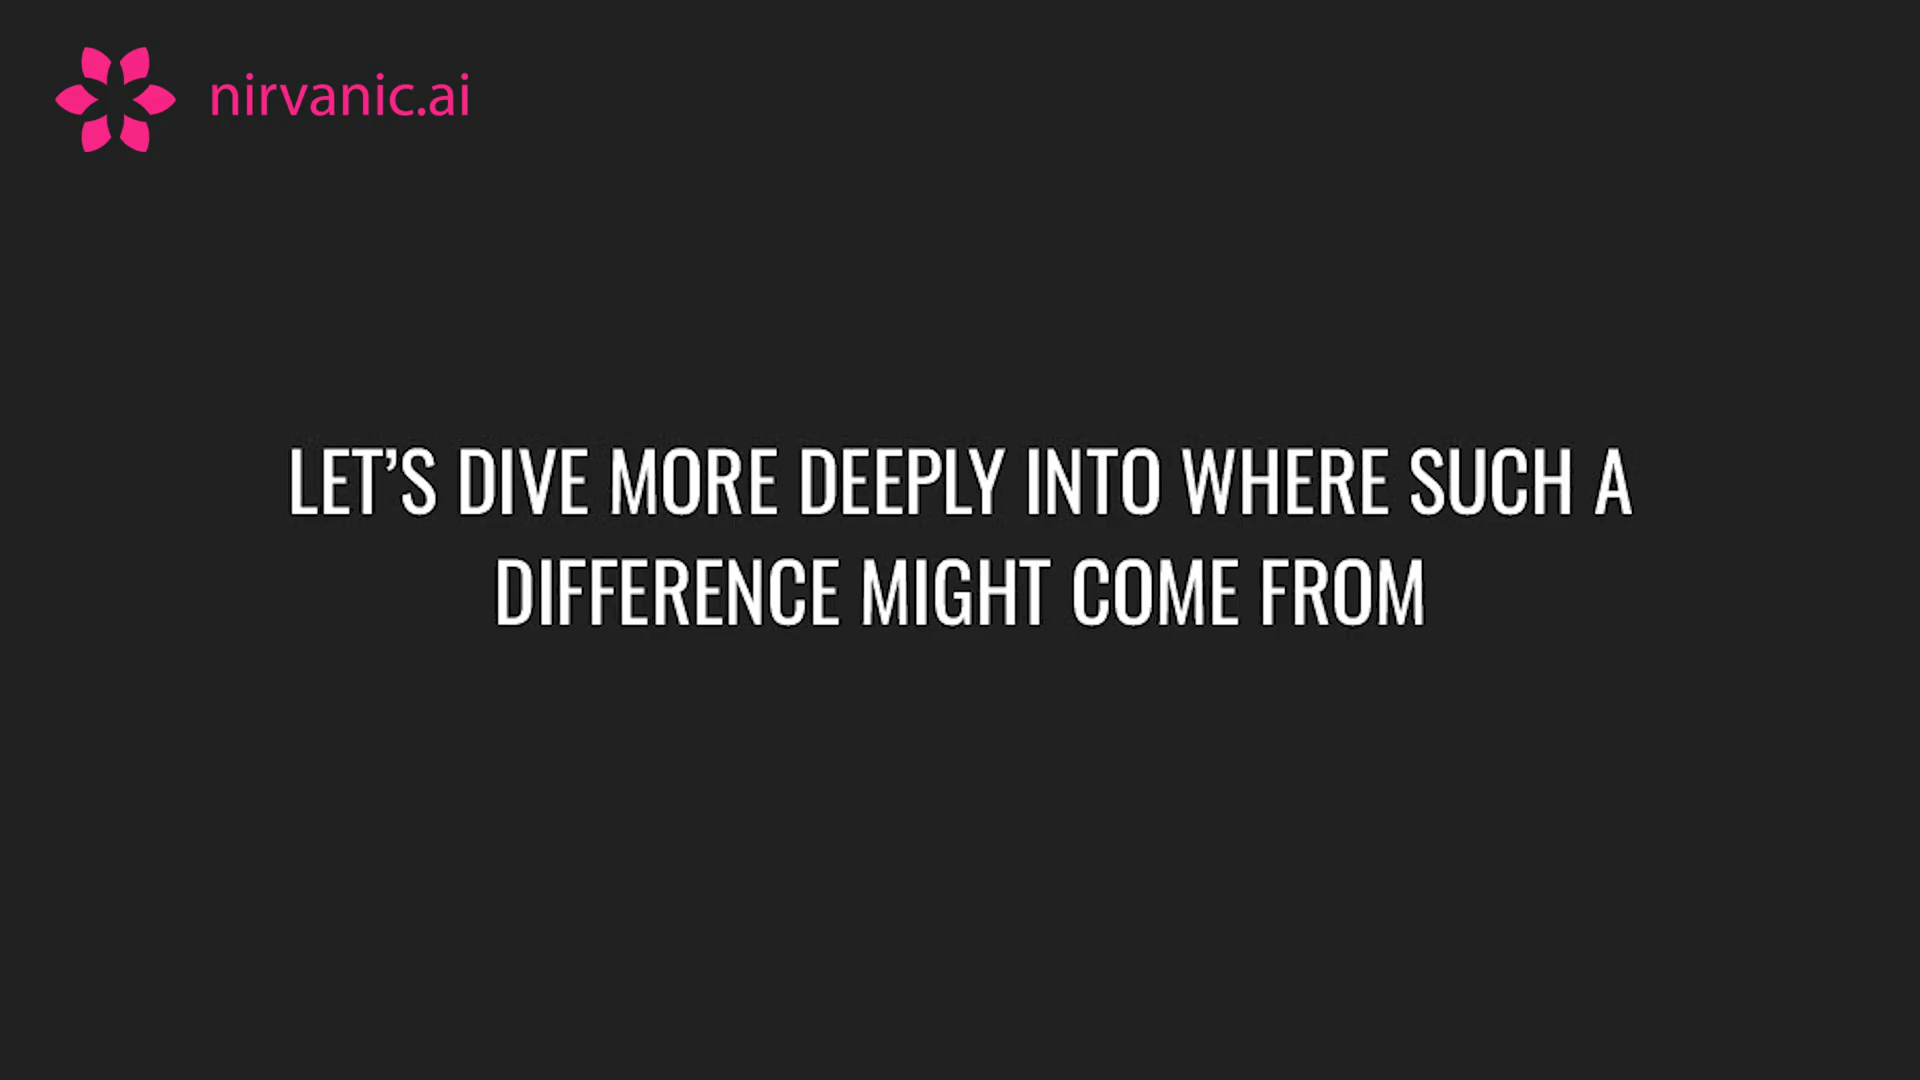 nirvanic.ai
LET’S DIVE MORE DEEPLY INTO WHERE SUCH A
DIFFERENCE MIGHT COME FROM